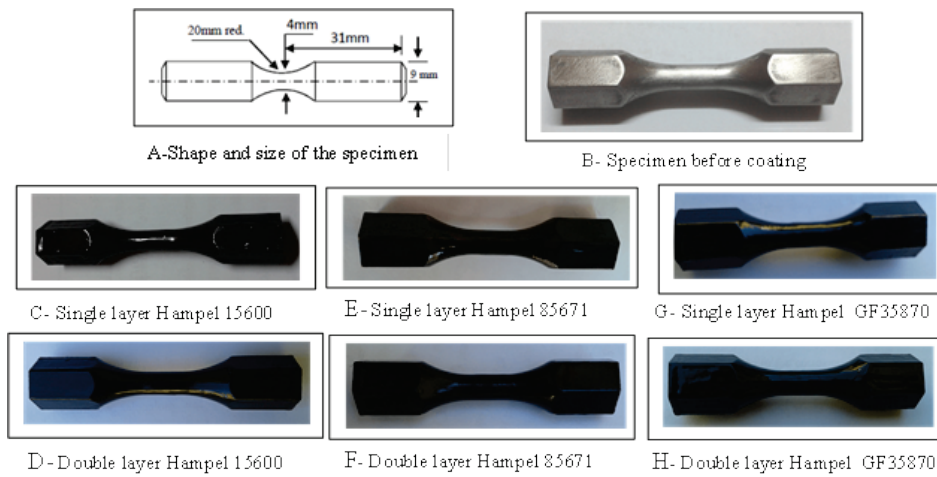 20mm red.
4mm
31mm
9 mm
A-Shape and size of the specimen
B- Specimen before coating
C- Single layer Hampel 15600
E- Single layer Hampel 85671
G- Single layer Hampel GF35870
D- Double layer Hampel 15600
F- Double layer Hampel 85671
H- Double layer Hampel GF35870